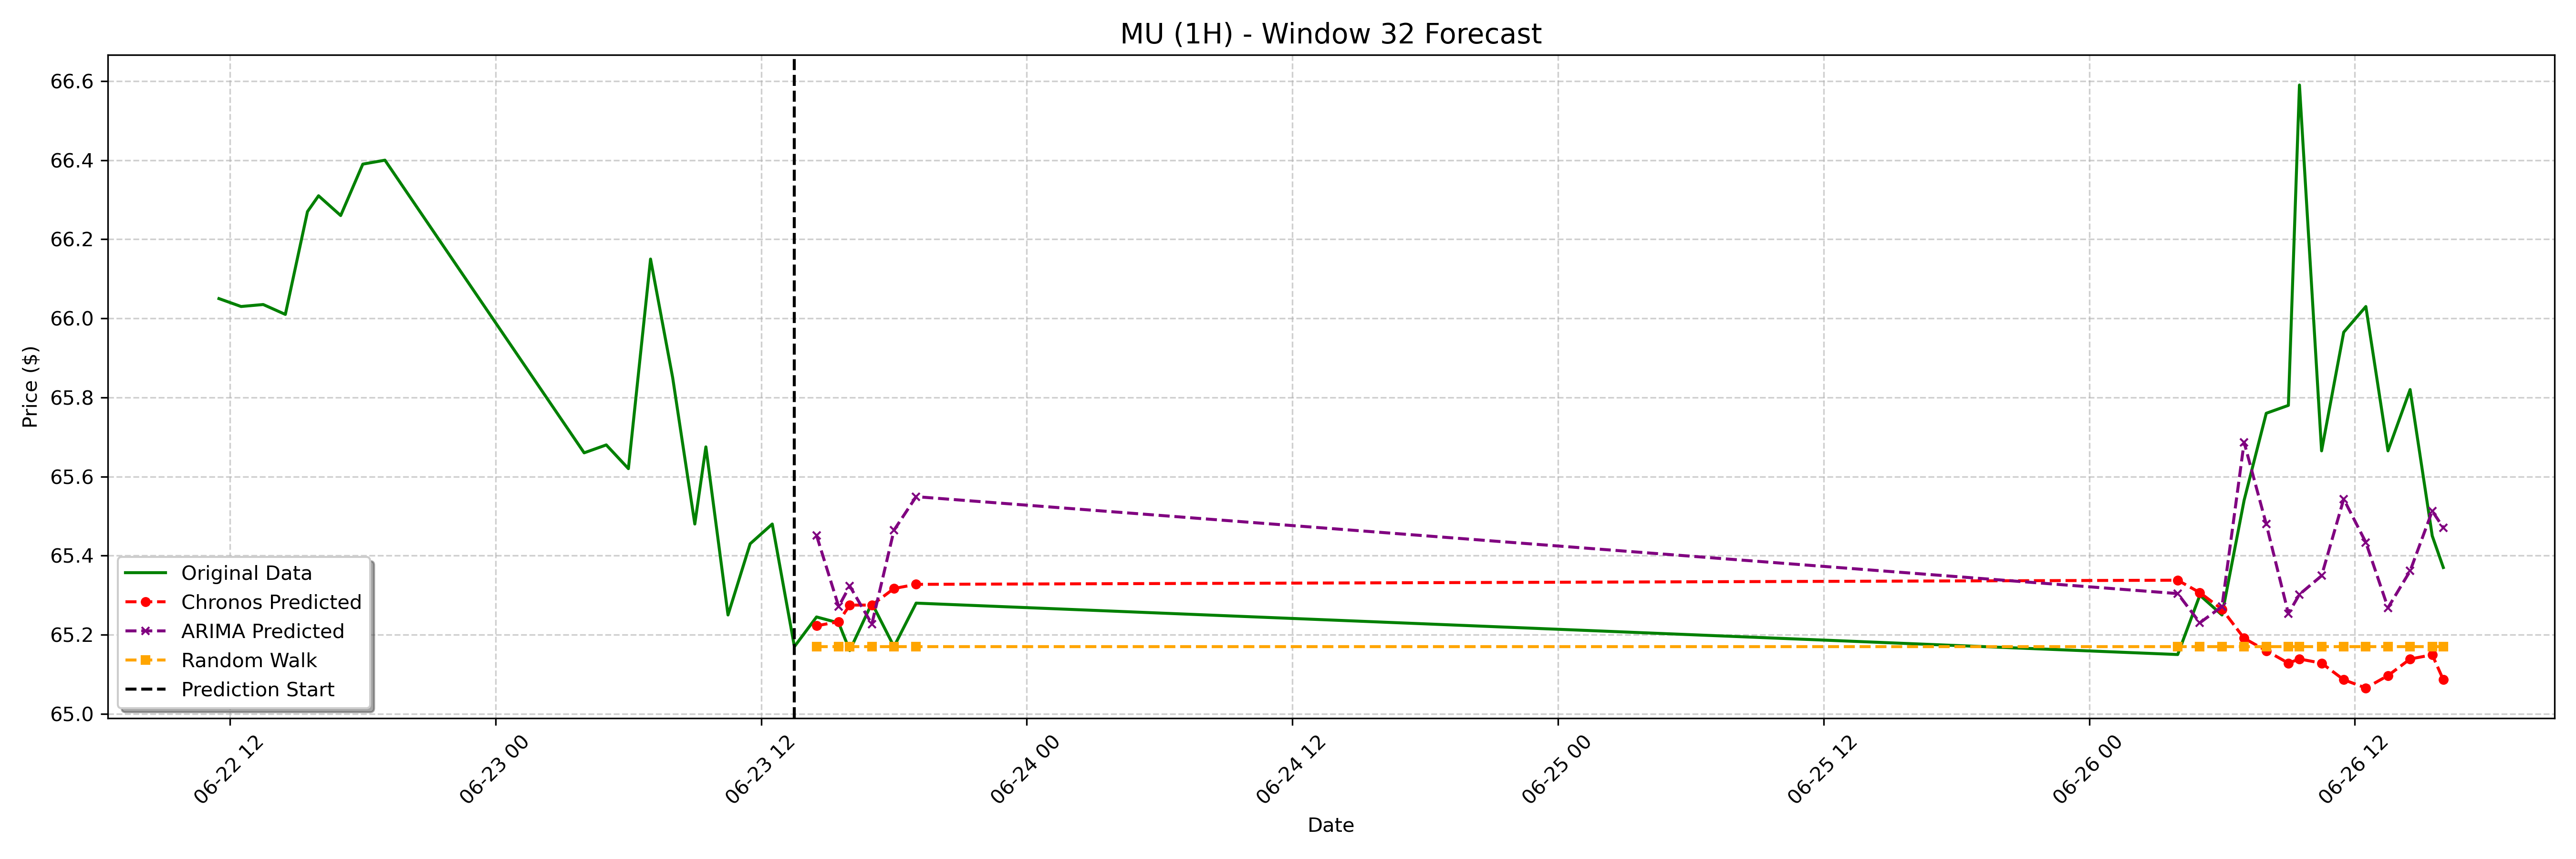 MU (1H) - Window 32 Forecast
Price ($)
66.6
66.4
66.2
66.0
65.8
65.6
65.4
65.2
65.0
Original Data
Chronos Predicted
ARIMA Predicted
Random Walk
Prediction Start
06-22 12
06-23 00
06-23 12
06-24 00
06-24 12
06-25 00
06-25 12
06-26 00
06-26 12
Date